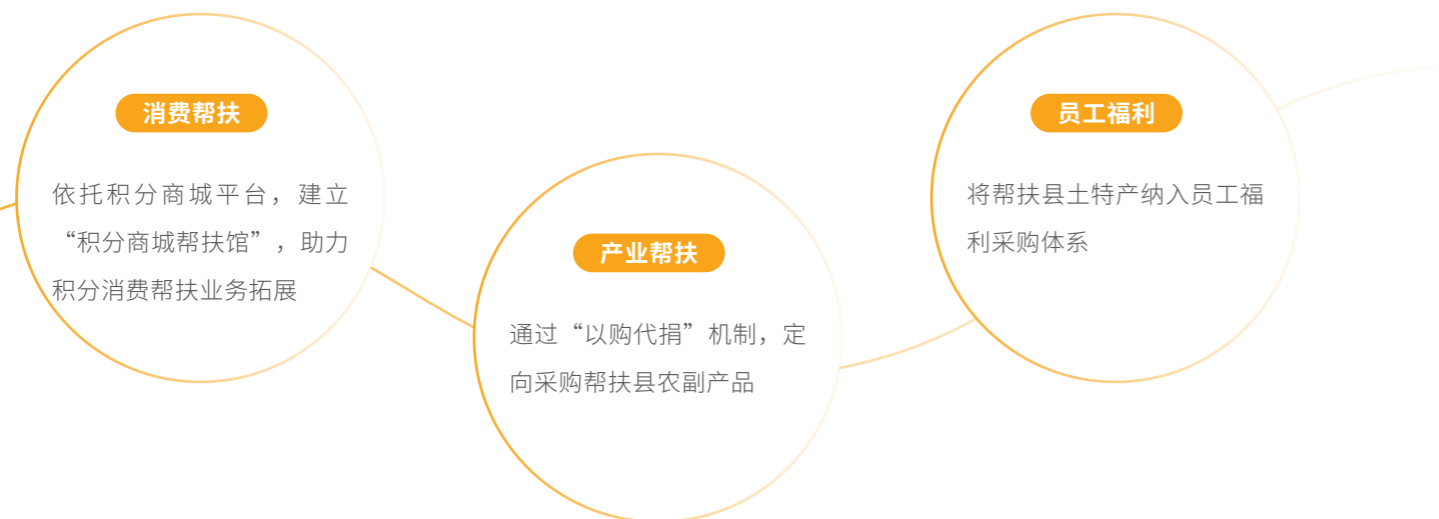 消费帮扶
依托积分商城平台，建立
“积分商城帮扶馆”，助力
积分消费帮扶业务拓展
产业帮扶
通过“以购代捐”机制，定
向采购帮扶县农副产品
员工福利
将帮扶县土特产纳入员工福
利采购体系